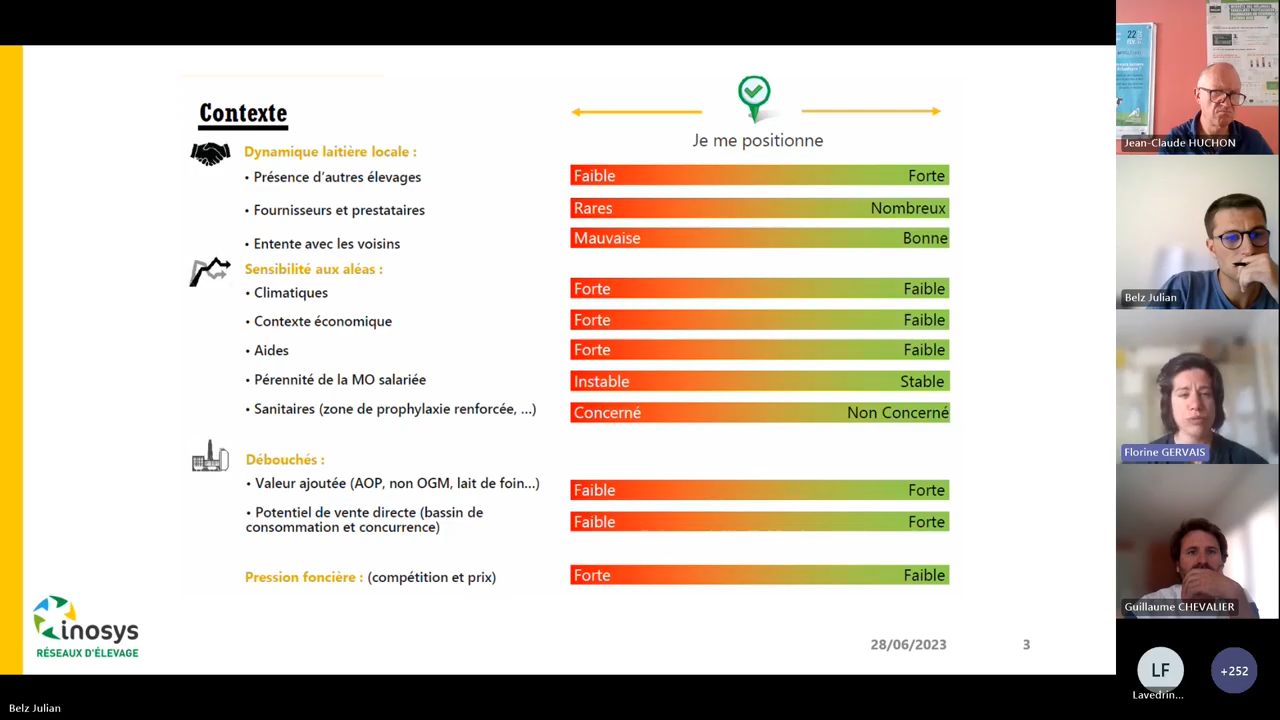 Contexte
Je me positionne
Dynamique laitière locale :
• Présence d'autres élevages
Faible Forte
• Fournisseurs et prestataires
Rares Nombreux
• Entente avec les voisins
Mauvaise Bonne
Sensibilité aux aléas :
• Climatiques
Forte Faible
• Contexte économique
Forte Faible
• Aides
Forte Faible
• Pérennité de la MO salariée
Instable Stable
• Sanitaires (zone de prophylaxie renforcée, …)
Concerné Non Concerné
Débouchés :
• Valeur ajoutée (AOP, non OGM, lait de foin…)
Faible Forte
• Potentiel de vente directe (bassin de
consommation et concurrence)
Faible Forte
Pression foncière : (compétition et prix)
Forte Faible
inosys
RÉSEAUX D'ÉLEVAGE
28/06/2023
3
Belz Julian
22
Jean-Claude HUCHON
Belz Julian
Florine GERVAIS
Guillaume CHEVALIER
LF
Lavedrin...
+252